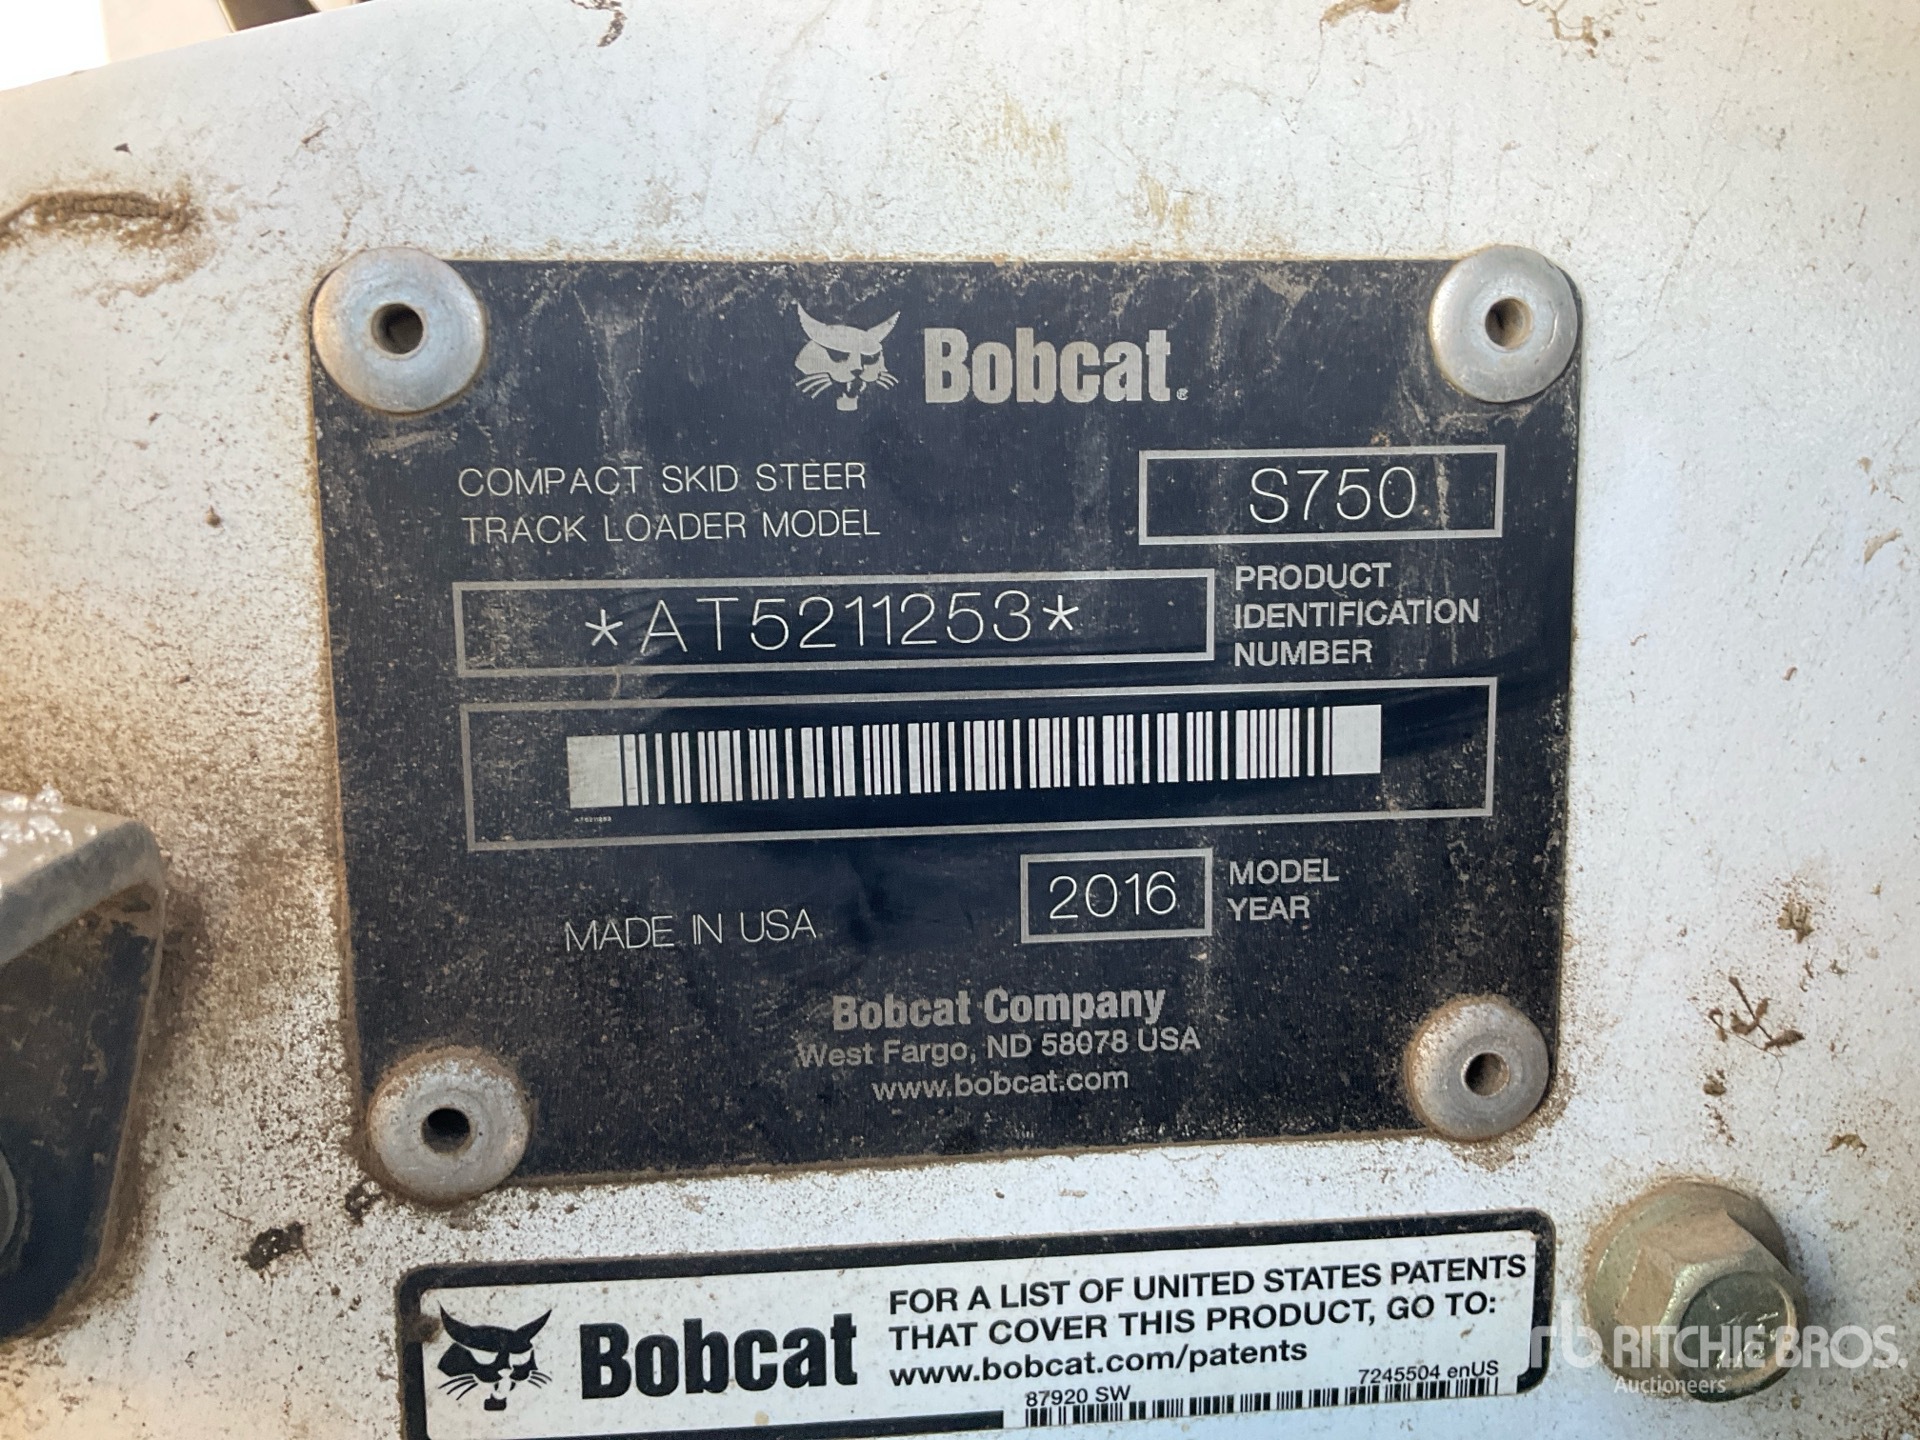 Bobcat®
COMPACT SKID STEER
TRACK LOADER MODEL
S750
*AT5211253*
PRODUCT
IDENTIFICATION
NUMBER
AT5211253
MADE IN USA
2016
MODEL
YEAR
Bobcat Company
West Fargo, ND 58078 USA
www.bobcat.com
Bobcat
FOR A LIST OF UNITED STATES PATENTS
THAT COVER THIS PRODUCT, GO TO:
www.bobcat.com/patents
87920 SW
7245504 enUS
rb RITCHIE BROS.
Auctioneers